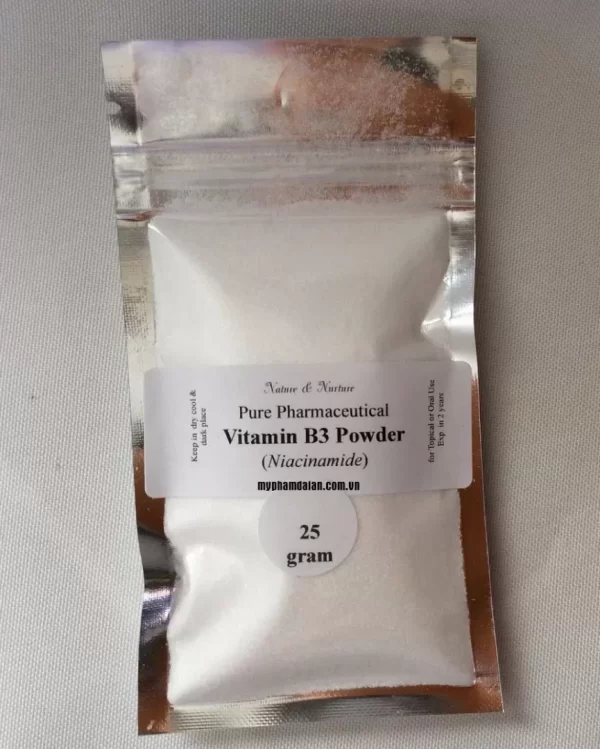 Nature & Nurture
Pure Pharmaceutical
Vitamin B3 Powder
(Niacinamide)
myphamdaian.com.vn
Keep in dry cool &
dark place
for Topical or Oral Use
Exp. in 2 years
25
gram